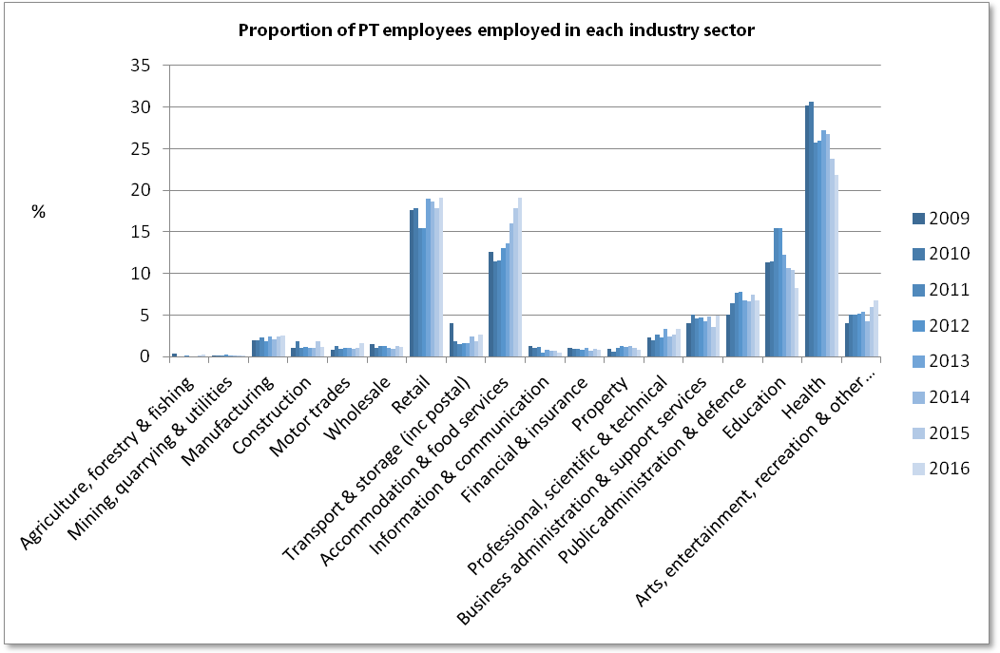 Proportion of PT employees employed in each industry sector
35
30
25
20
15
10
5
0
%
Agriculture, forestry & fishing
Mining, quarrying & utilities
Manufacturing
Construction
Motor trades
Wholesale
Retail
Transport & storage (inc postal)
Accommodation & food services
Information & communication
Financial & insurance
Property
Professional, scientific & technical
Business administration & support services
Public administration & defence
Education
Health
Arts, entertainment, recreation & other...
2009
2010
2011
2012
2013
2014
2015
2016